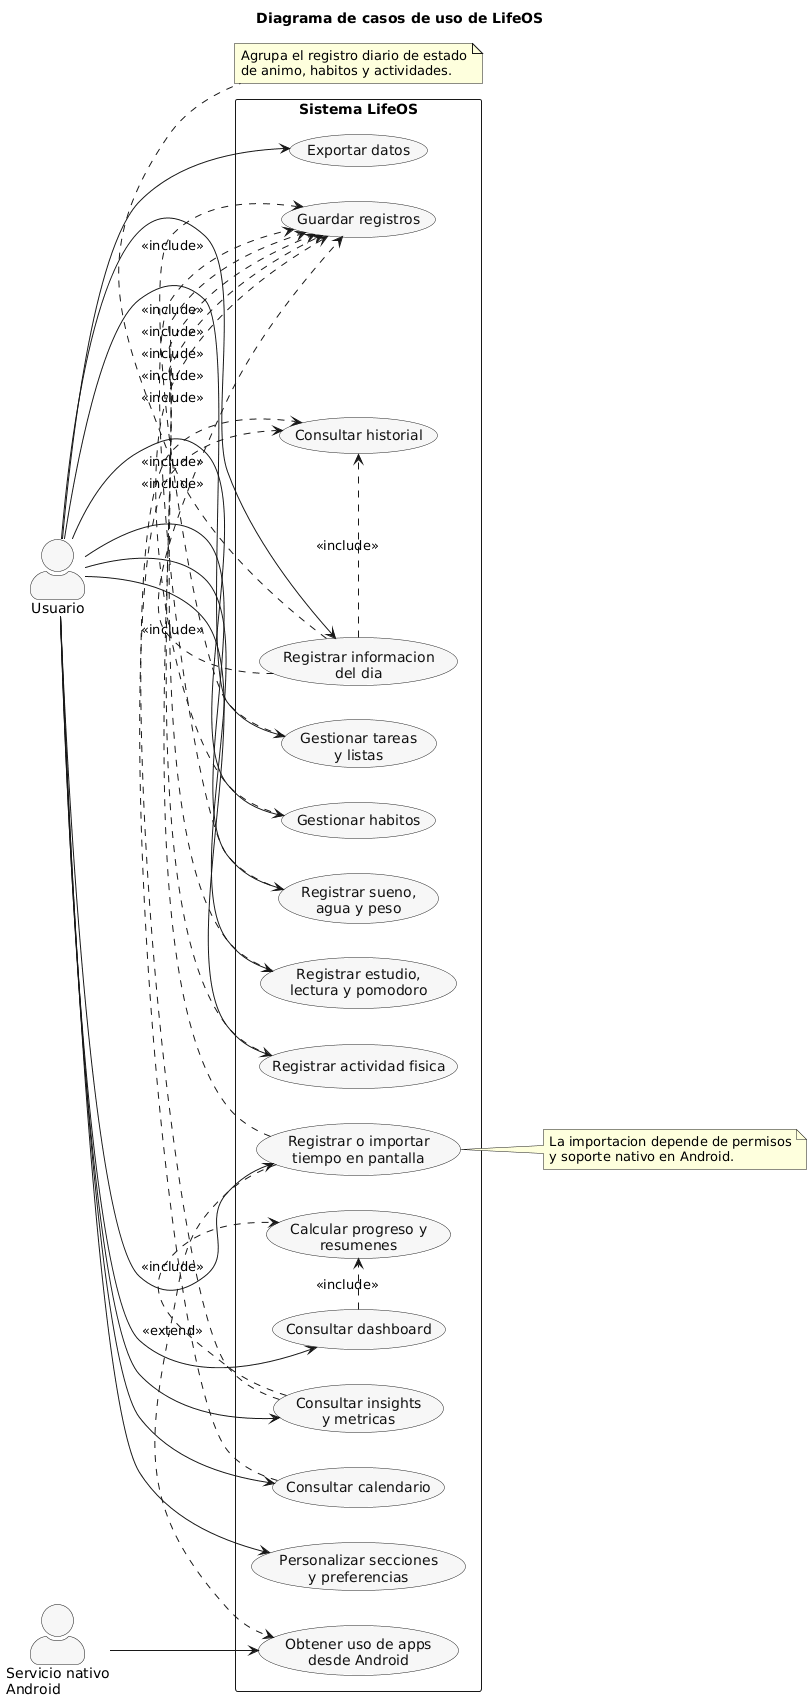 Diagrama de casos de uso de LifeOS
Agrupa el registro diario de estado
de animo, habitos y actividades.
Sistema LifeOS
Exportar datos
Guardar registros
«include»
«include»
«include»
«include»
«include»
«include»
Consultar historial
«include»
«include»
«include»
Usuario
«include»
Registrar informacion
del dia
Gestionar tareas
y listas
Gestionar habitos
Registrar sueno,
agua y peso
Registrar estudio,
lectura y pomodoro
Registrar actividad fisica
Registrar o importar
tiempo en pantalla
La importacion depende de permisos
y soporte nativo en Android.
Calcular progreso y
resumenes
«include»
«include»
«extend»
Consultar dashboard
Consultar insights
y metricas
Consultar calendario
Personalizar secciones
y preferencias
Obtener uso de apps
desde Android
Servicio nativo
Android